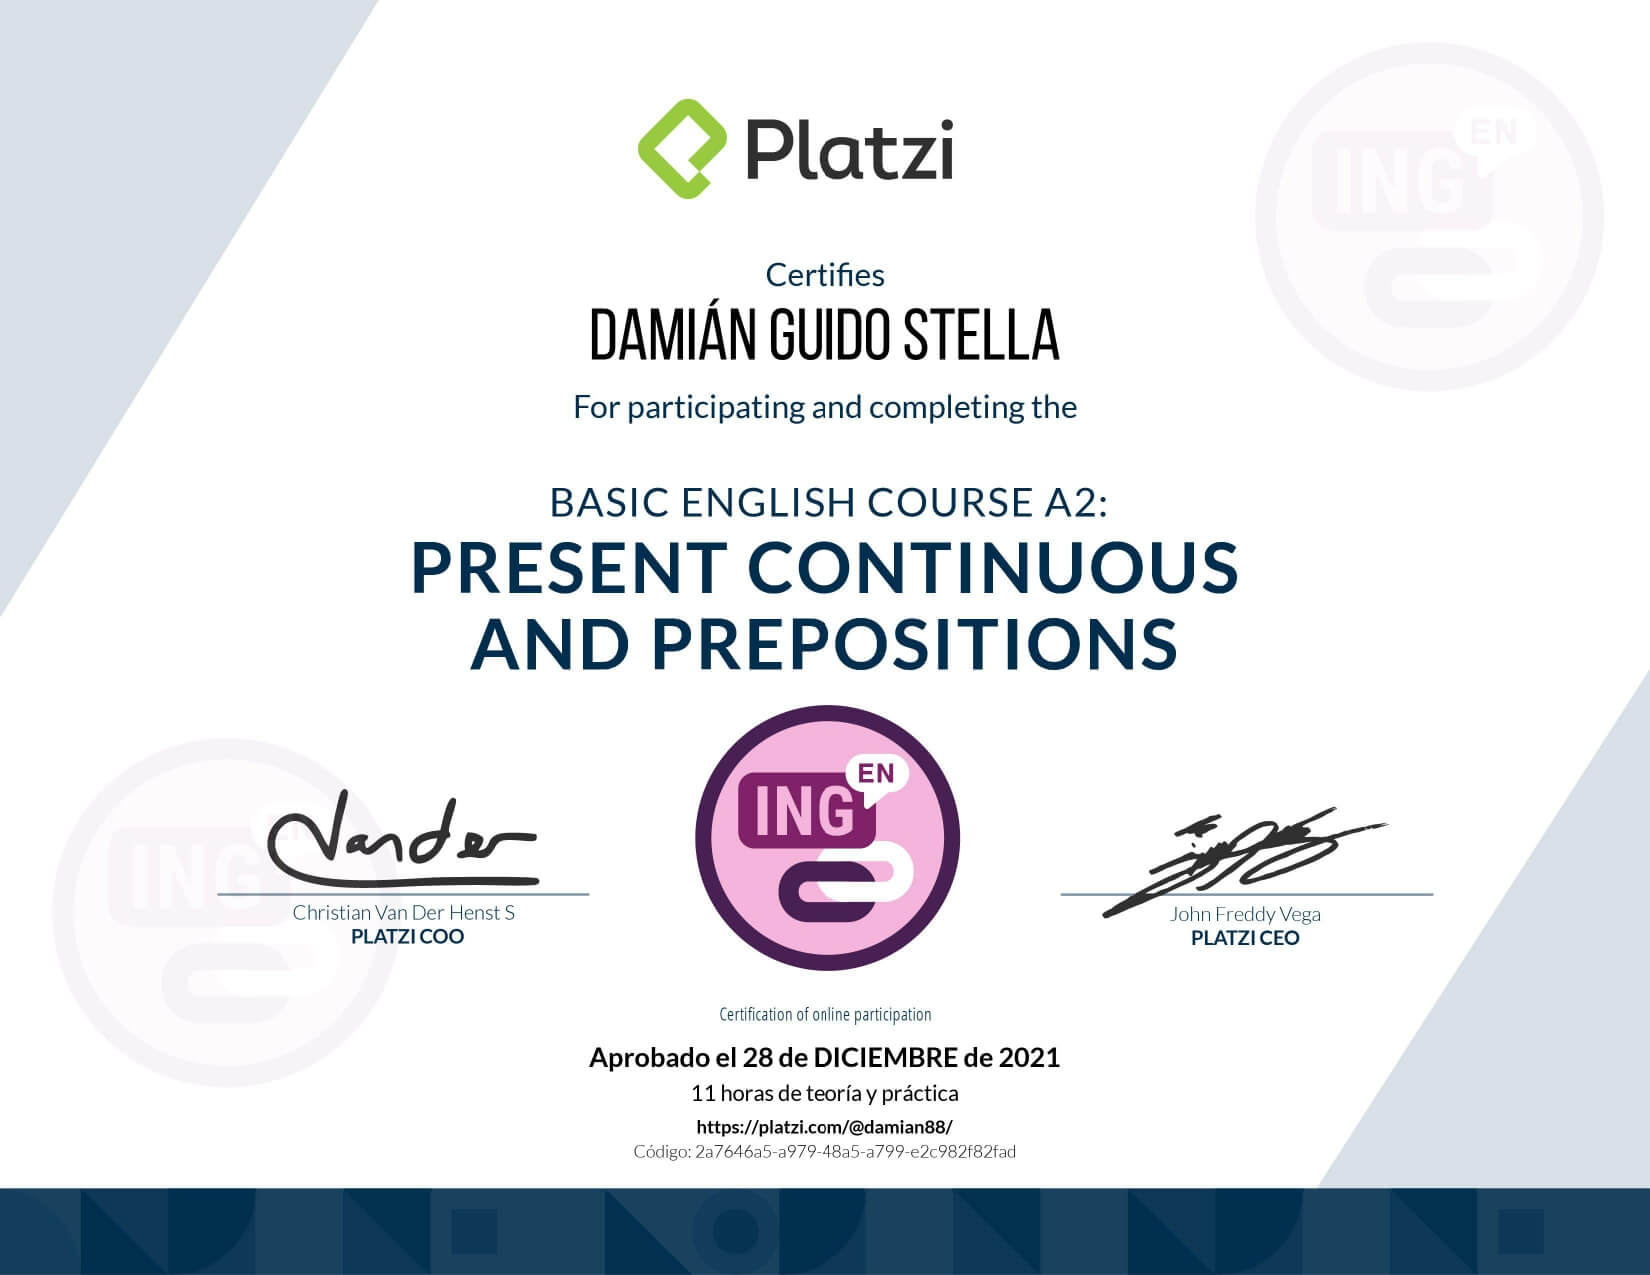 Platzi
EN
ING
Certifies
DAMIÁN GUIDO STELLA
For participating and completing the
BASIC ENGLISH COURSE A2:
PRESENT CONTINUOUS
AND PREPOSITIONS
EN
ING
ING
Vander
Christian Van Der Henst S
PLATZI COO
John Freddy Vega
PLATZI CEO
Certification of online participation
Aprobado el 28 de DICIEMBRE de 2021
11 horas de teoría y práctica
https://platzi.com/@damian88/
Código: 2a7646a5-a979-48a5-a799-e2c982f82fad